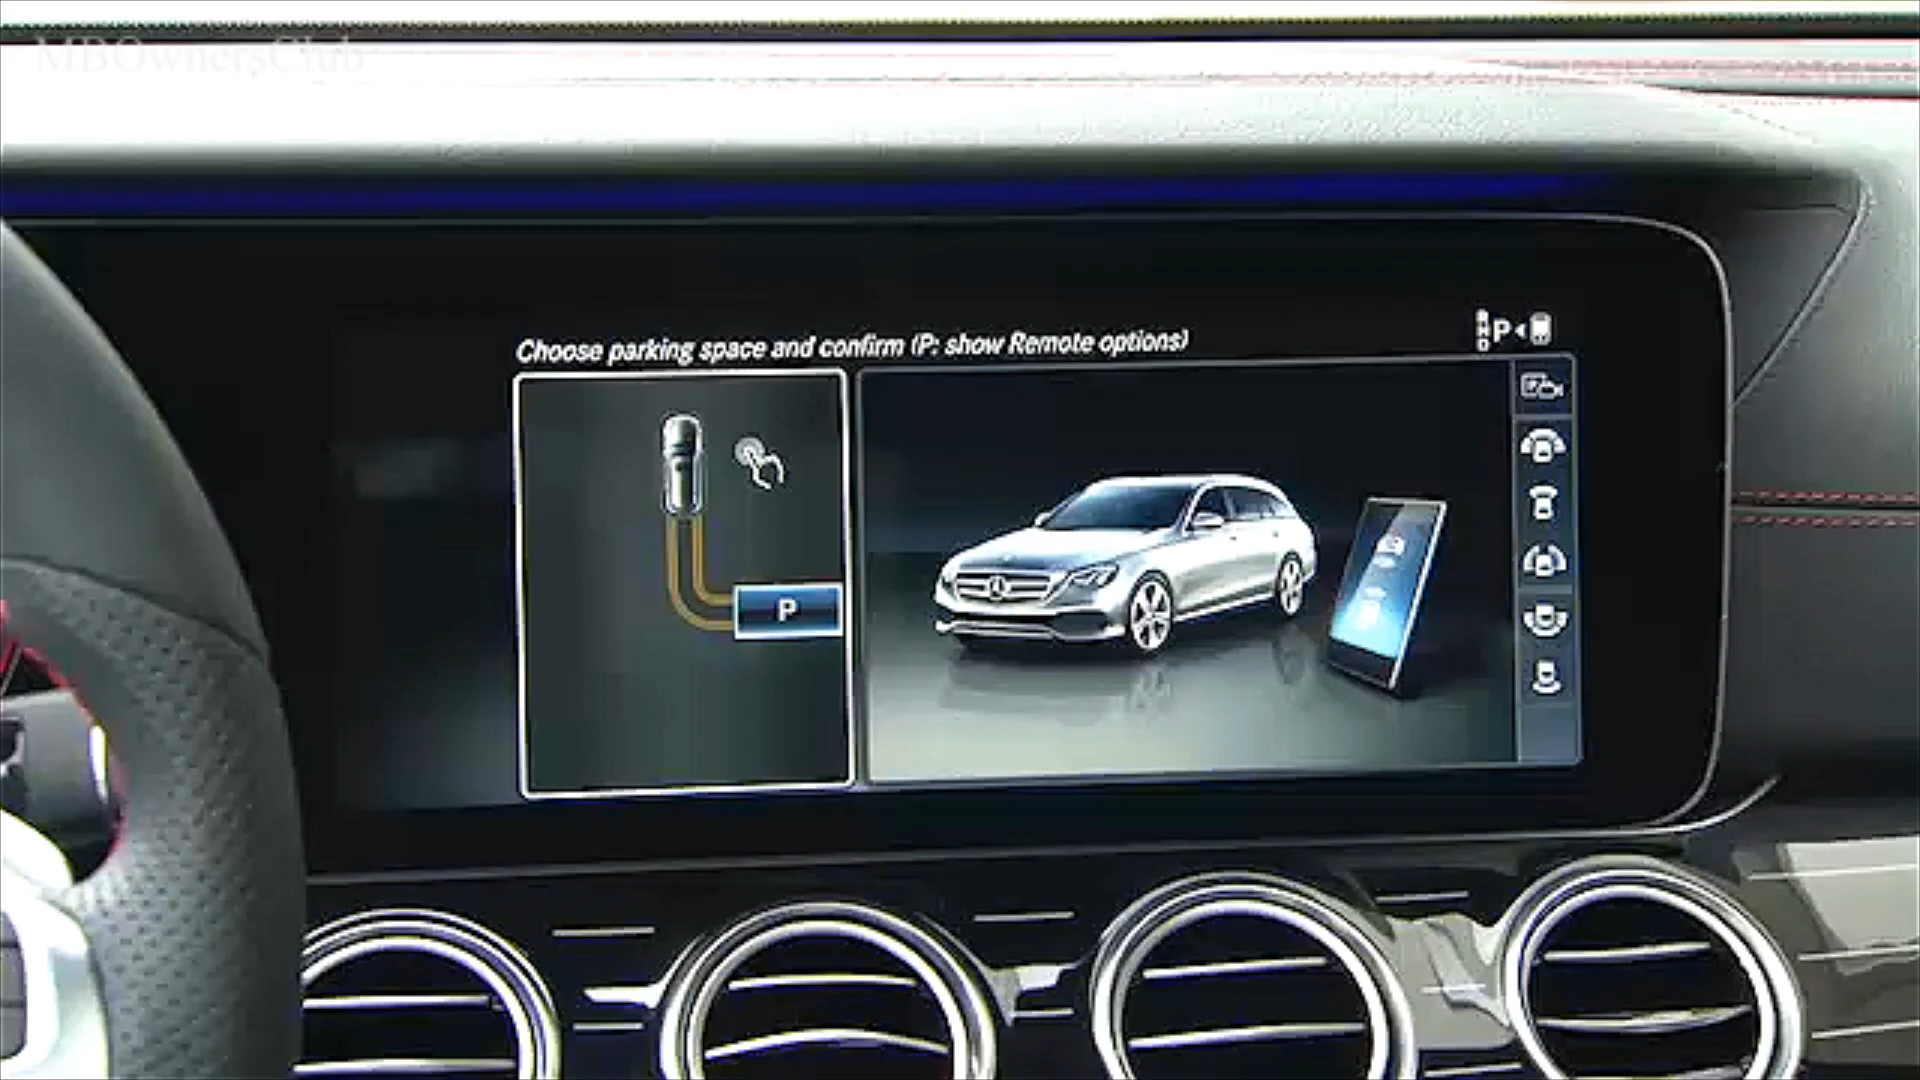 MBOwnersClub
Choose parking space and confirm (P: show Remote options)
P
P